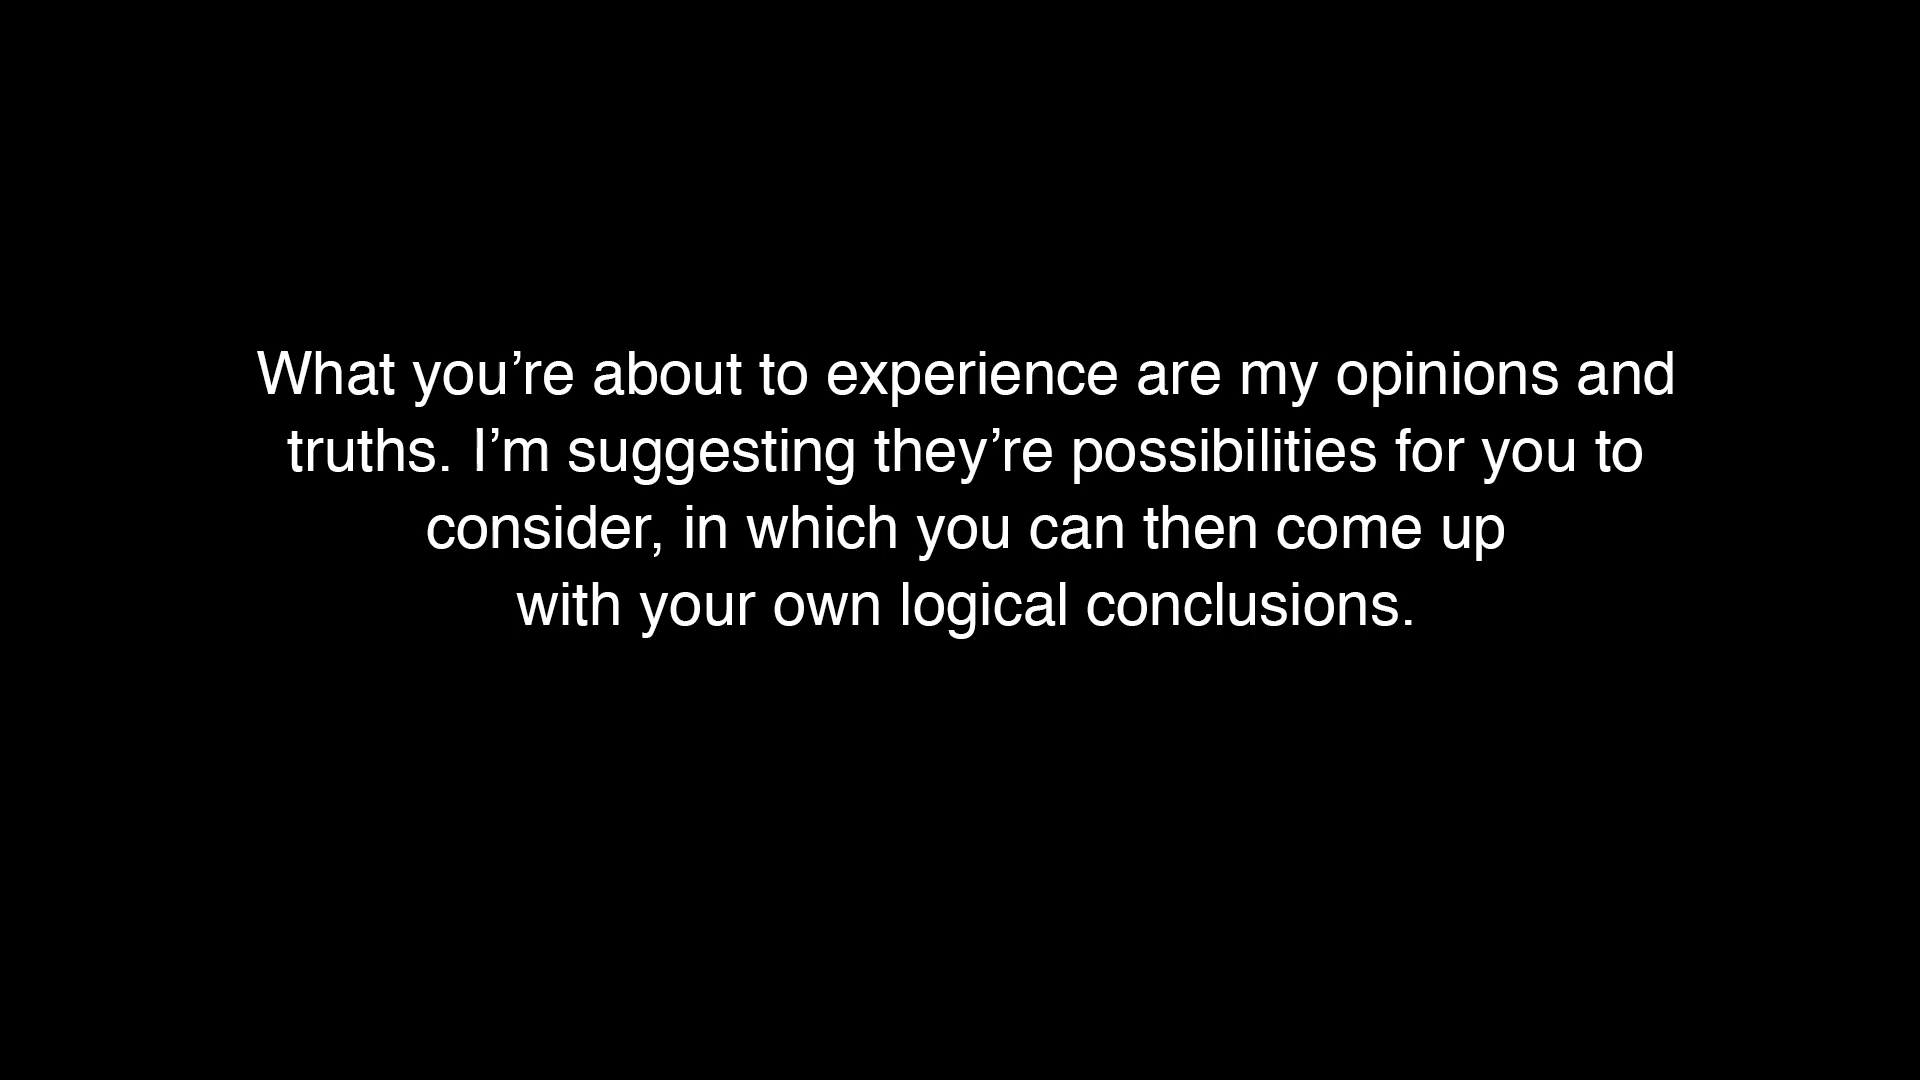 What you’re about to experience are my opinions and
truths. I’m suggesting they’re possibilities for you to
consider, in which you can then come up
with your own logical conclusions.